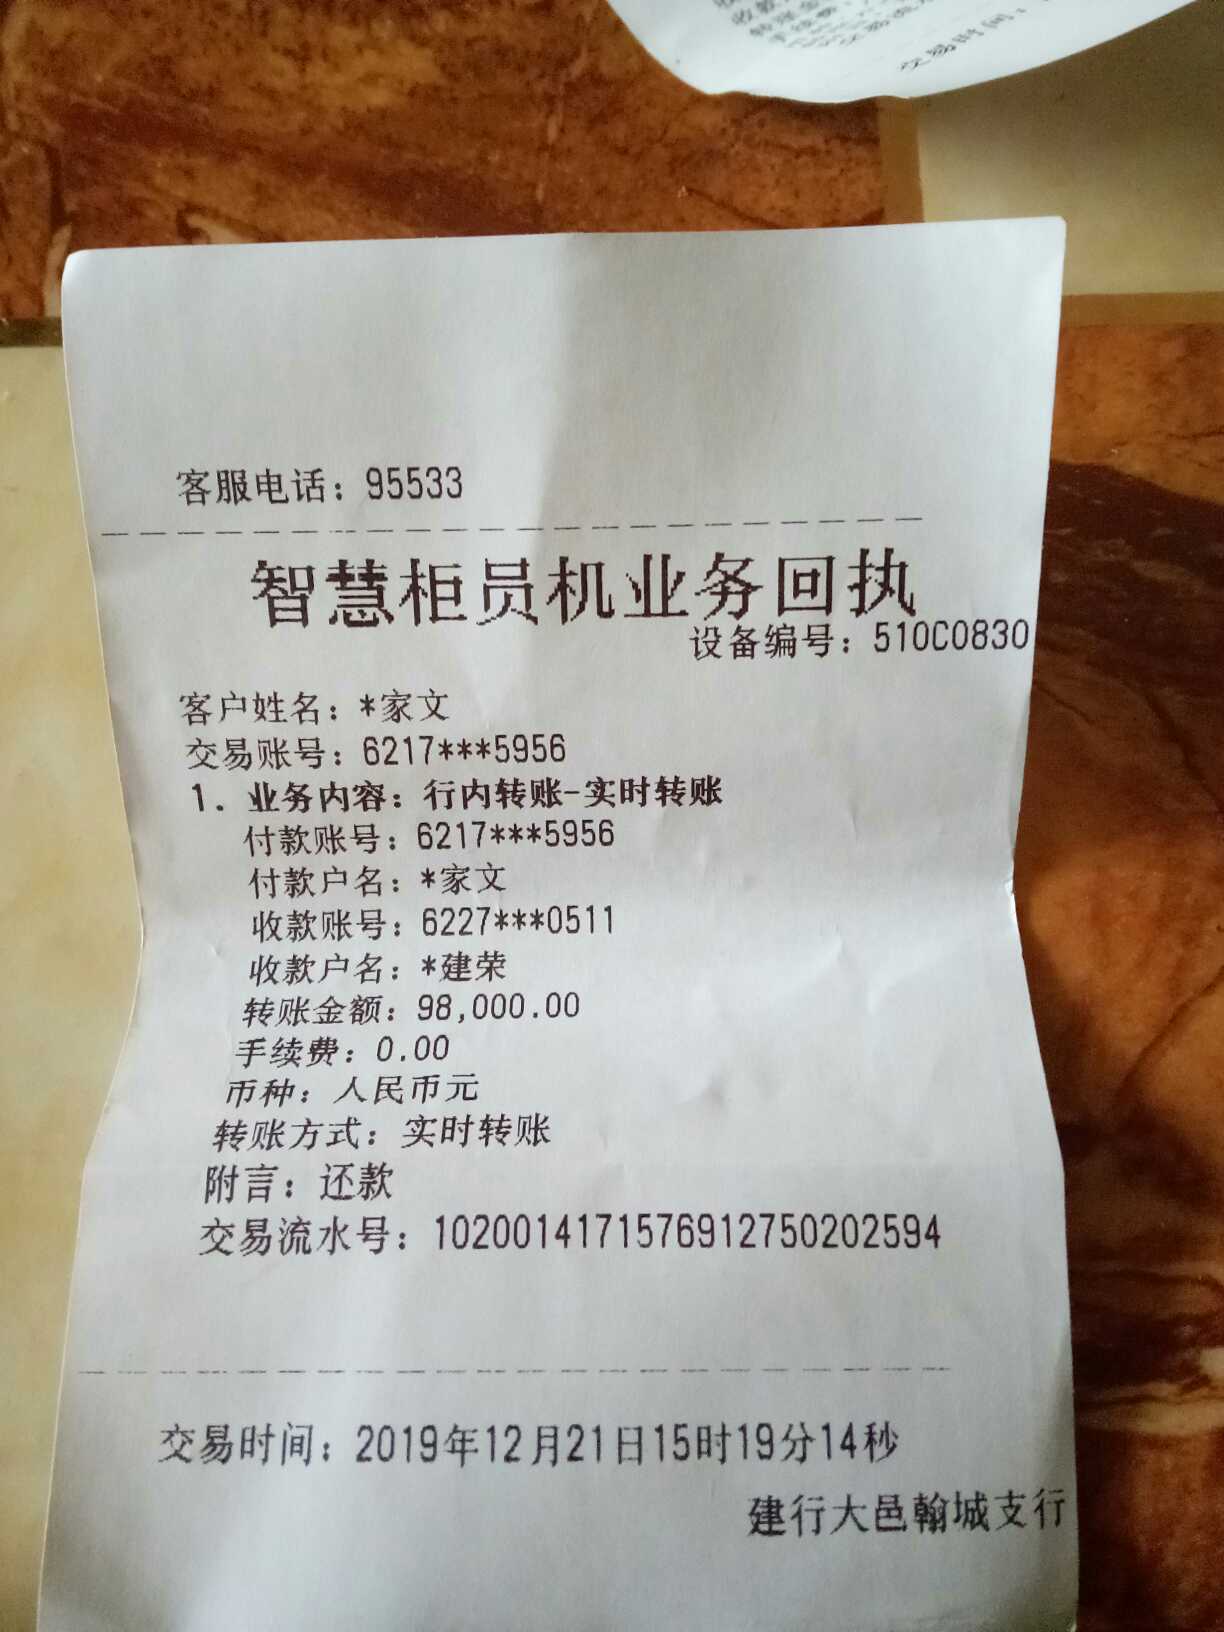 交易时间:
客服电话：95533
智慧柜员机业务回执
设备编号：510C0830
客户姓名：*家文
交易账号：6217***5956
1. 业务内容：行内转账-实时转账
付款账号：6217***5956
付款户名：*家文
收款账号：6227***0511
收款户名：*建荣
转账金额：98,000.00
手续费：0.00
币种：人民币元
转账方式：实时转账
附言：还款
交易流水号：1020014171576912750202594
交易时间：2019年12月21日15时19分14秒
建行大邑翰城支行